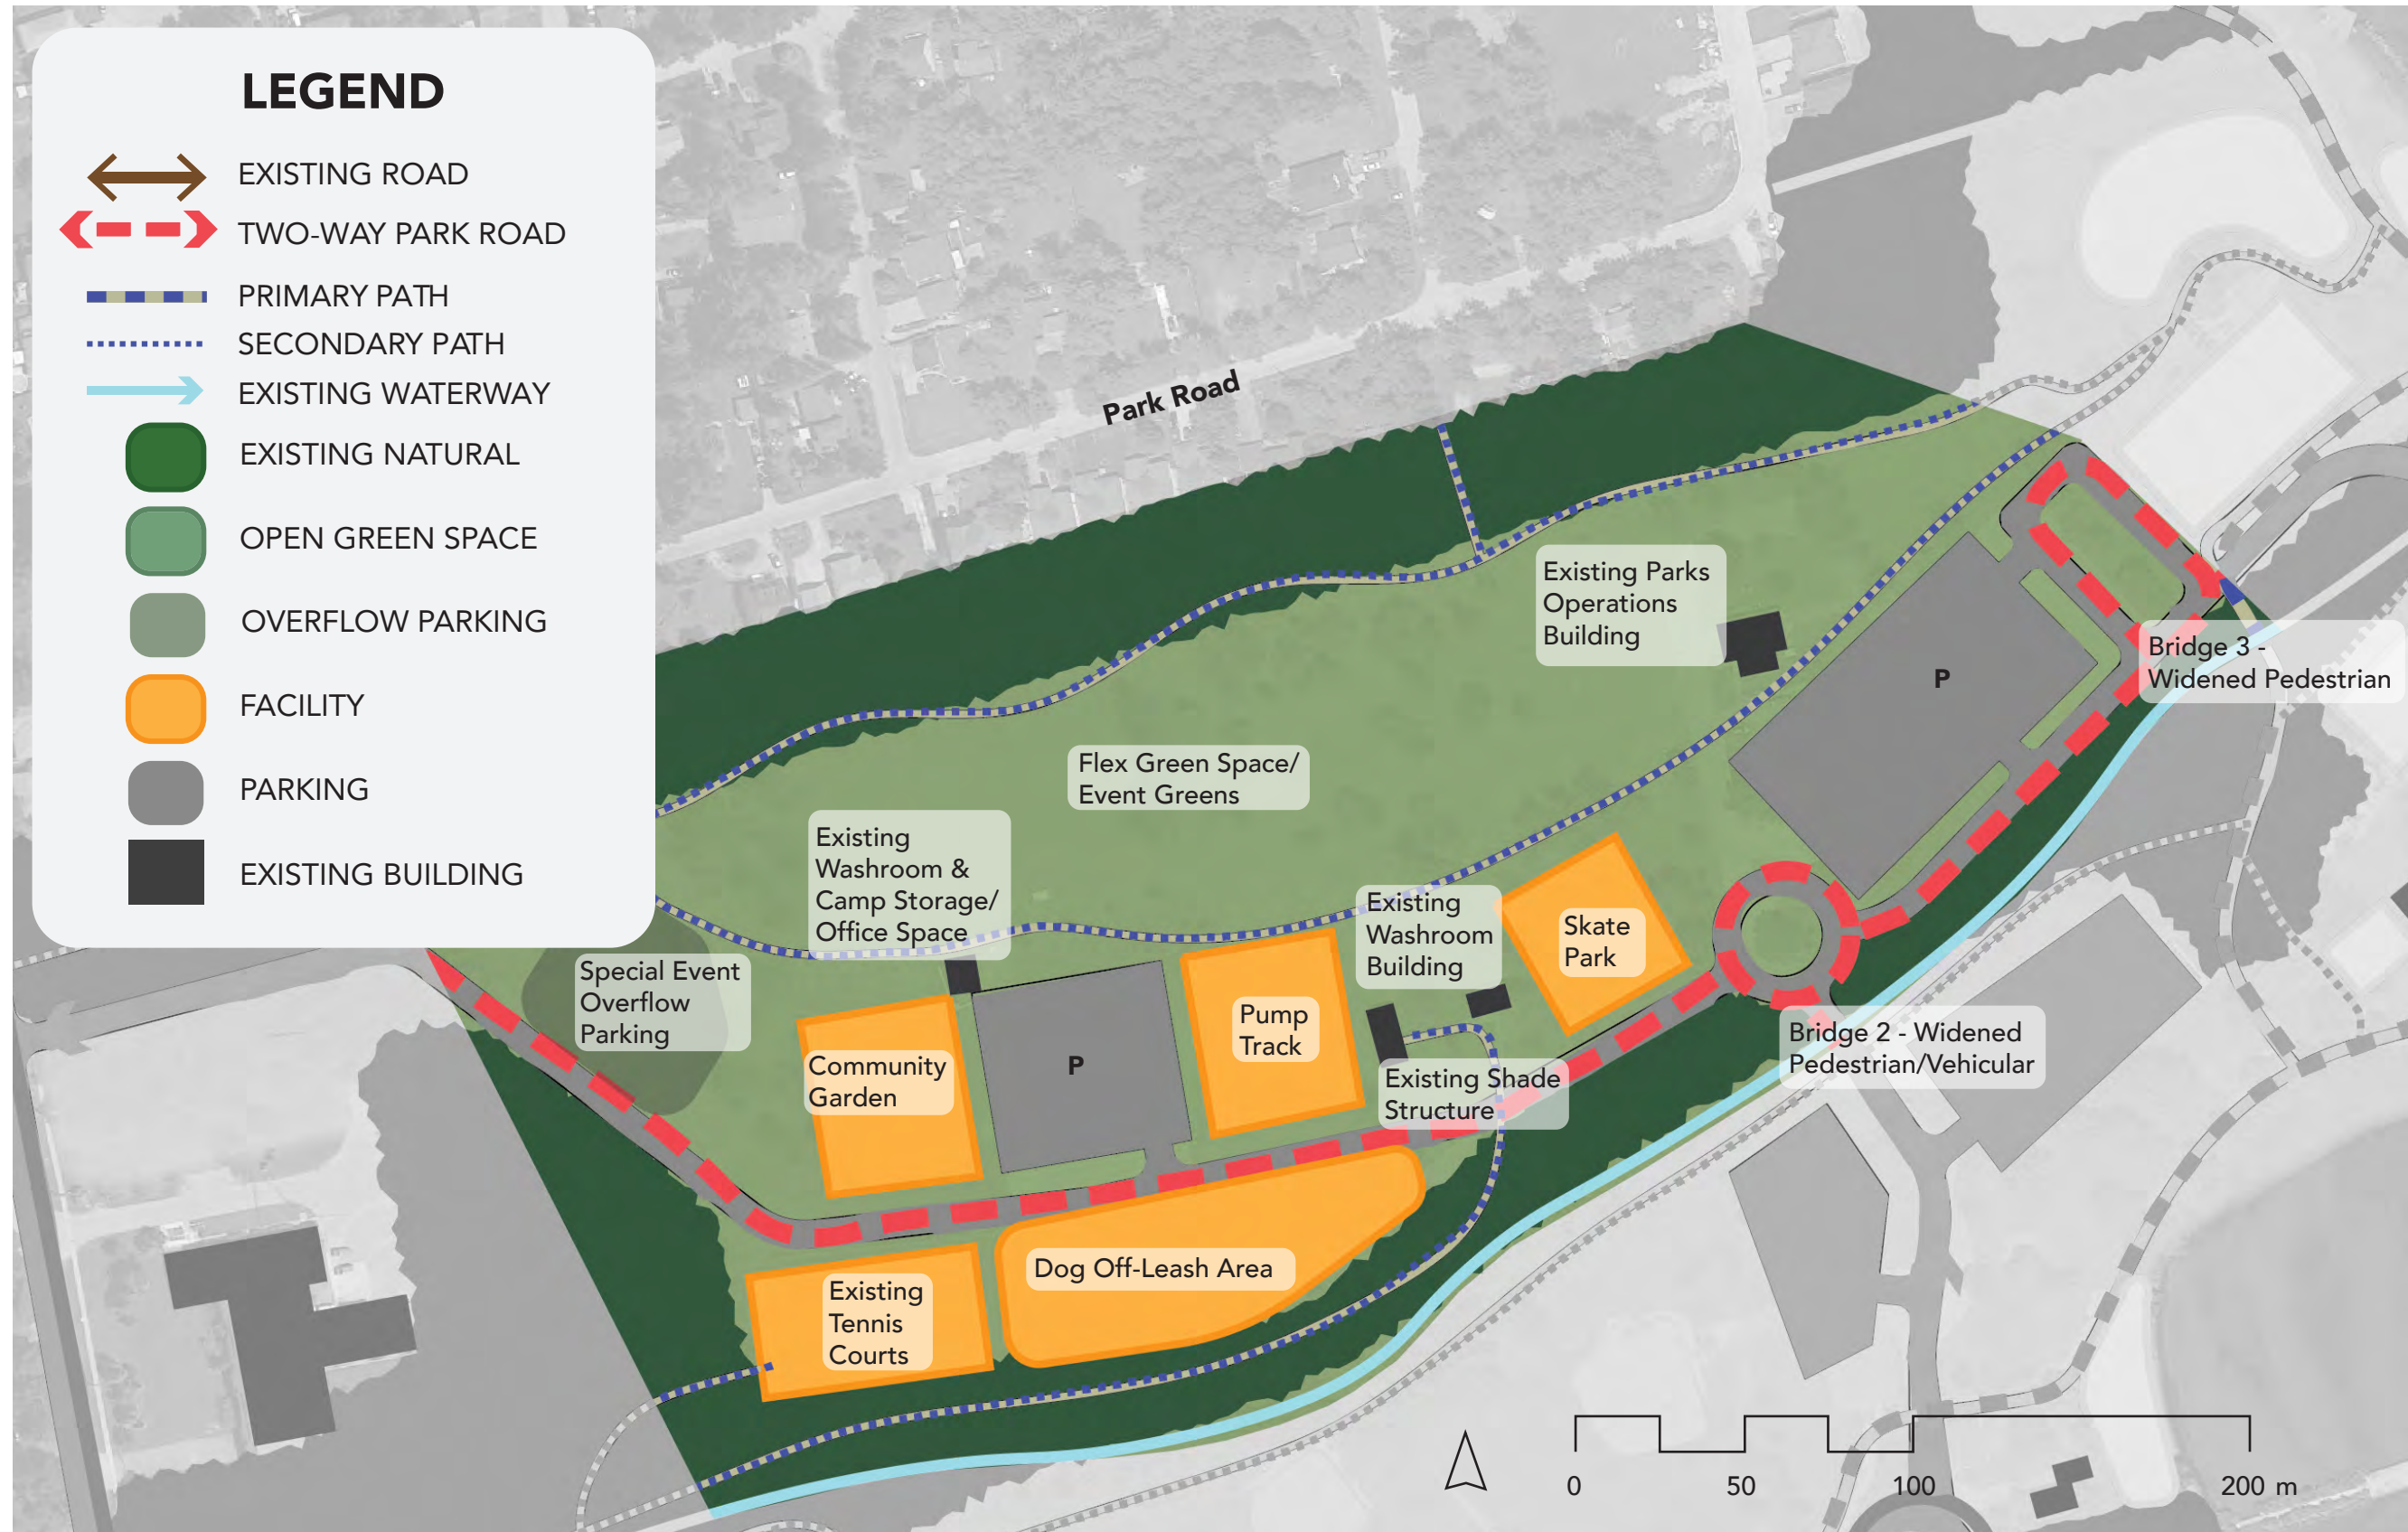 LEGEND
EXISTING ROAD
TWO-WAY PARK ROAD
PRIMARY PATH
SECONDARY PATH
EXISTING WATERWAY
EXISTING NATURAL
OPEN GREEN SPACE
OVERFLOW PARKING
FACILITY
PARKING
EXISTING BUILDING
Park Road
Existing Parks
Operations
Building
P
Bridge 3 -
Widened Pedestrian
Flex Green Space/
Event Greens
Existing
Washroom &
Camp Storage/
Office Space
Existing
Washroom
Building
Skate
Park
Special Event
Overflow
Parking
Pump
Track
Bridge 2 - Widened
Pedestrian/Vehicular
Community
Garden
P
Existing Shade
Structure
Dog Off-Leash Area
Existing
Tennis
Courts
0 50 100 200 m